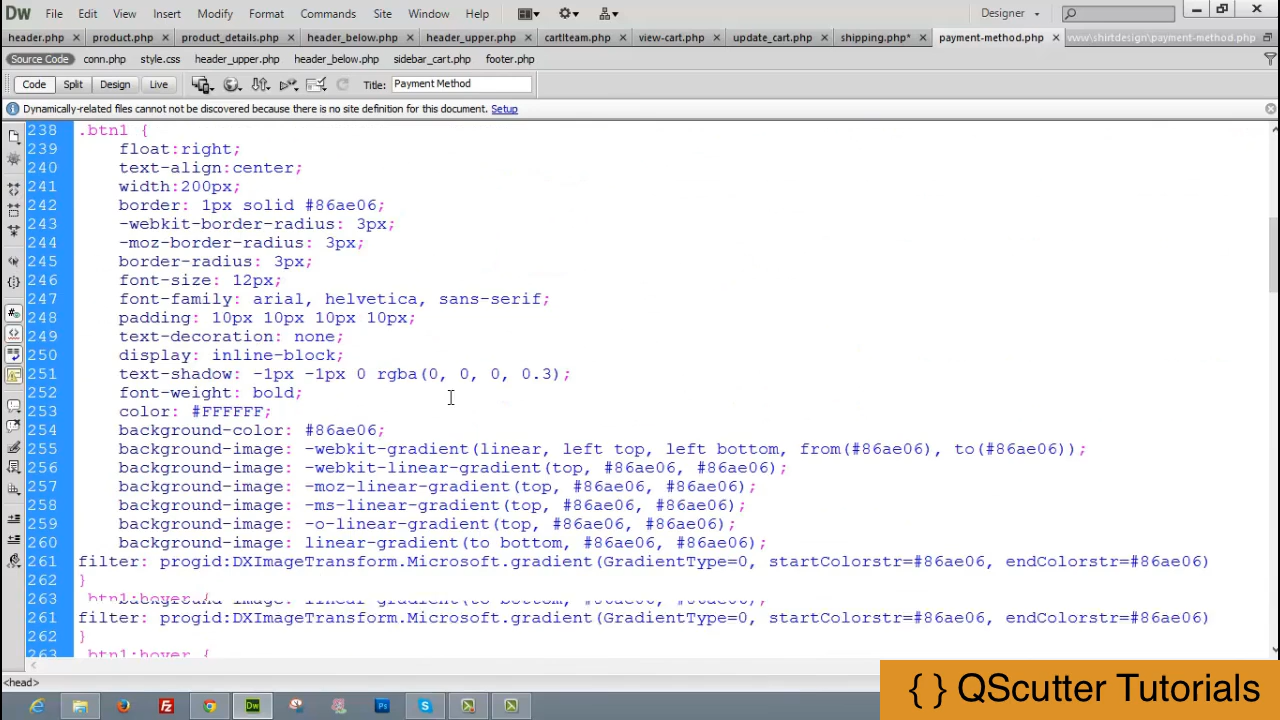 Dw File Edit View Insert Modify Format Commands Site Window Help Designer
header.php × product.php × product_details.php × header_below.php × header_upper.php × cartIteam.php × view-cart.php × update_cart.php × shipping.php* × payment-method.php × www\shirtdesign\payment-method.php
Source Code conn.php style.css header_upper.php header_below.php sidebar_cart.php footer.php
Code Split Design Live Title: Payment Method
Dynamically-related files cannot not be discovered because there is no site definition for this document. Setup
238 .btn1 {
239 float:right;
240 text-align:center;
241 width:200px;
242 border: 1px solid #86ae06;
243 -webkit-border-radius: 3px;
244 -moz-border-radius: 3px;
245 border-radius: 3px;
246 font-size: 12px;
247 font-family: arial, helvetica, sans-serif;
248 padding: 10px 10px 10px 10px;
249 text-decoration: none;
250 display: inline-block;
251 text-shadow: -1px -1px 0 rgba(0, 0, 0, 0.3);
252 font-weight: bold;
253 color: #FFFFFF;
254 background-color: #86ae06;
255 background-image: -webkit-gradient(linear, left top, left bottom, from(#86ae06), to(#86ae06));
256 background-image: -webkit-linear-gradient(top, #86ae06, #86ae06);
257 background-image: -moz-linear-gradient(top, #86ae06, #86ae06);
258 background-image: -ms-linear-gradient(top, #86ae06, #86ae06);
259 background-image: -o-linear-gradient(top, #86ae06, #86ae06);
260 background-image: linear-gradient(to bottom, #86ae06, #86ae06);
261 filter: progid:DXImageTransform.Microsoft.gradient(GradientType=0, startColorstr=#86ae06, endColorstr=#86ae06)
262 }
263
261 filter: progid:DXImageTransform.Microsoft.gradient(GradientType=0, startColorstr=#86ae06, endColorstr=#86ae06)
262 }
263 btn1:hover {
<head>
{ } QScutter Tutorials